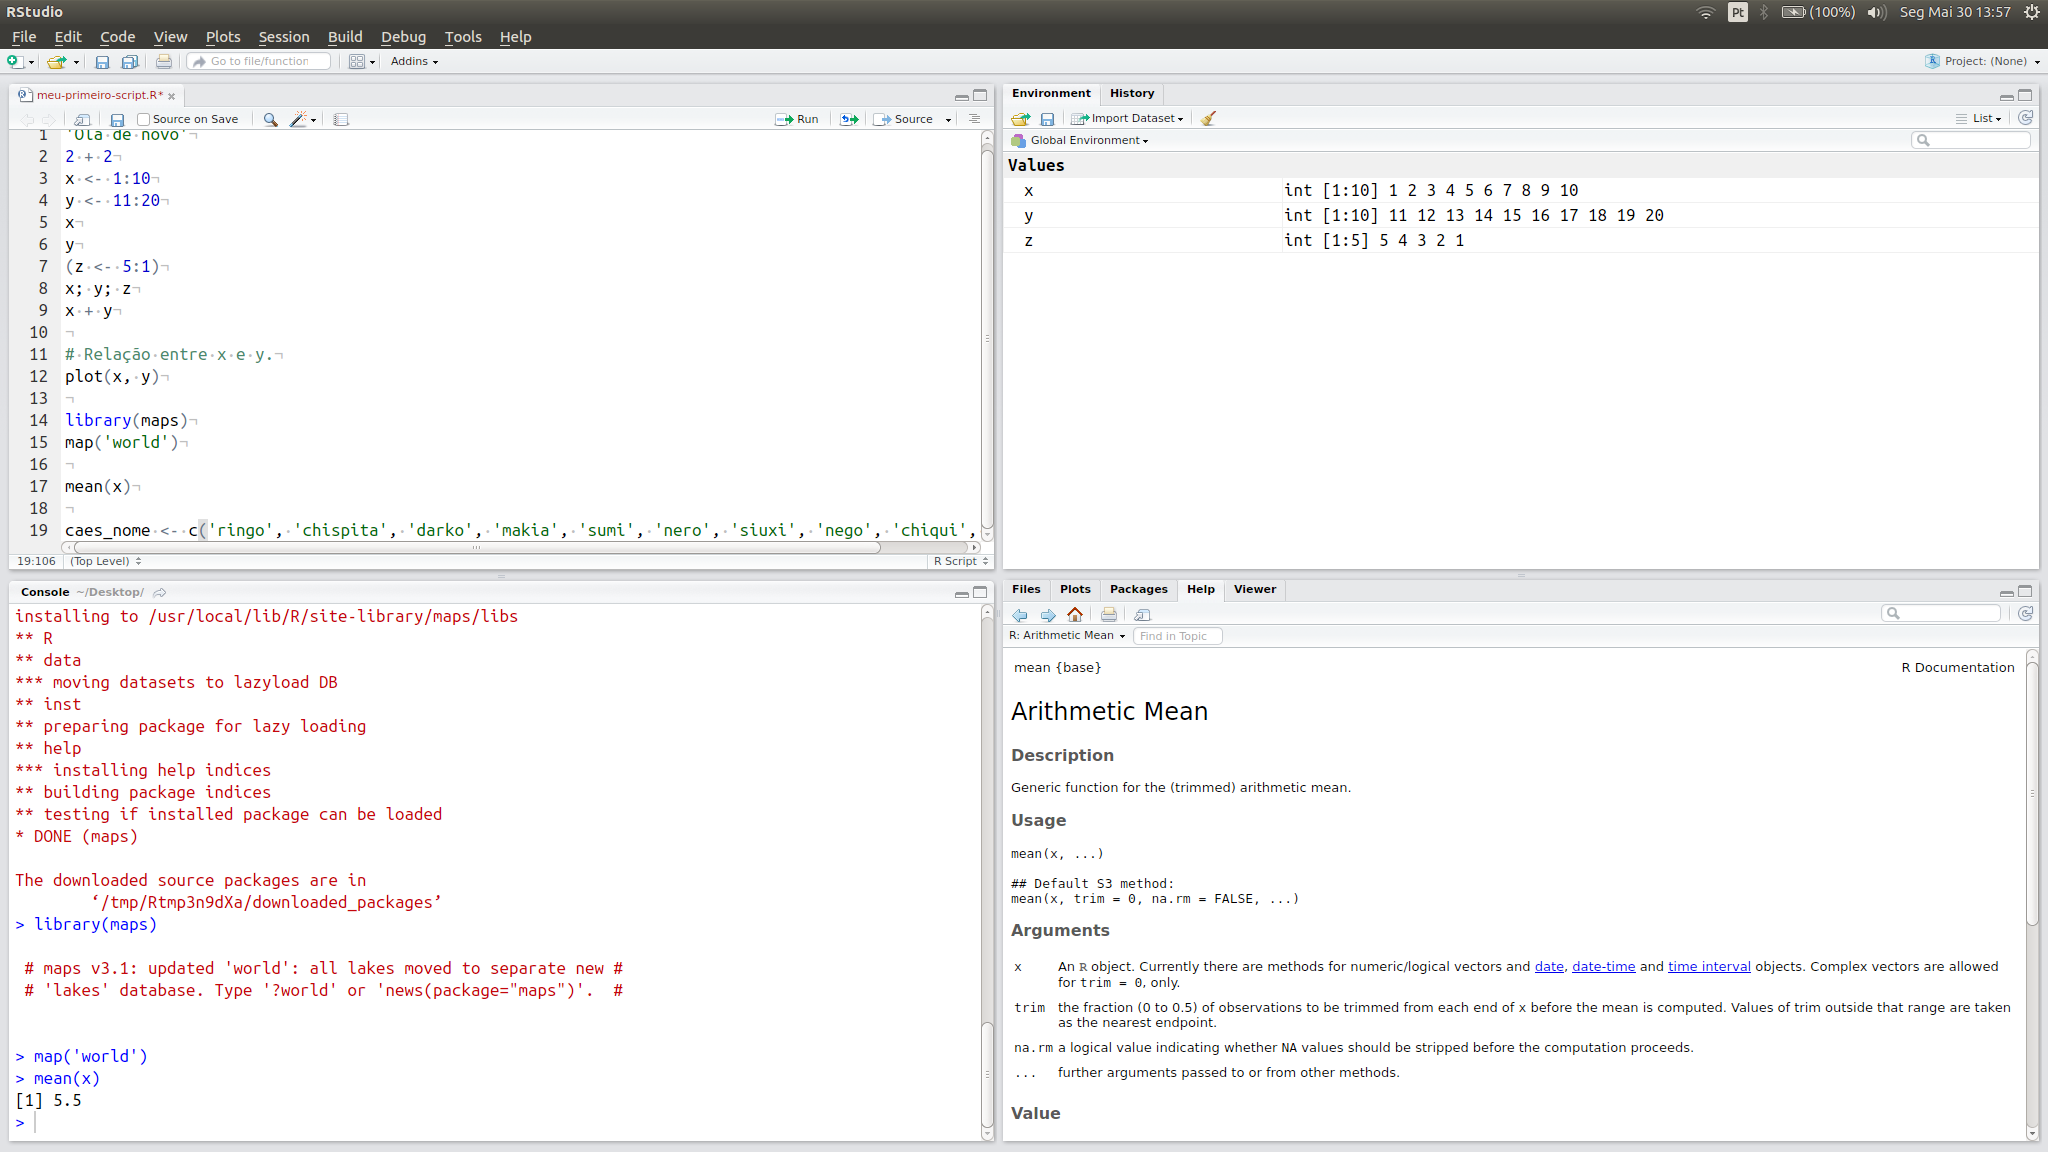 RStudio
Pt
(100%)
Seg Mai 30 13:57
File Edit Code View Plots Session Build Debug Tools Help
Go to file/function
Addins
Project: (None)
meu-primeiro-script.R*
Source on Save
Run
Source
1 'Ola de novo'
2 2 + 2
3 x <- 1:10
4 y <- 11:20
5 x
6 y
7 (z <- 5:1)
8 x; y; z
9 x + y
10
11 # Relação entre x e y.
12 plot(x, y)
13
14 library(maps)
15 map('world')
16
17 mean(x)
18
19 caes_nome <- c('ringo', 'chispita', 'darko', 'makia', 'sumi', 'nero', 'siuxi', 'nego', 'chiqui',
19:106 (Top Level) R Script
Console ~/Desktop/
installing to /usr/local/lib/R/site-library/maps/libs
** R
** data
*** moving datasets to lazyload DB
** inst
** preparing package for lazy loading
** help
*** installing help indices
** building package indices
** testing if installed package can be loaded
* DONE (maps)
The downloaded source packages are in
‘/tmp/Rtmp3n9dXa/downloaded_packages’
> library(maps)
# maps v3.1: updated 'world': all lakes moved to separate new #
# 'lakes' database. Type '?world' or 'news(package="maps")'. #
> map('world')
> mean(x)
[1] 5.5
>
Environment History
Import Dataset
List
Global Environment
Values
x int [1:10] 1 2 3 4 5 6 7 8 9 10
y int [1:10] 11 12 13 14 15 16 17 18 19 20
z int [1:5] 5 4 3 2 1
Files Plots Packages Help Viewer
R: Arithmetic Mean
Find in Topic
mean {base}
R Documentation
Arithmetic Mean
Description
Generic function for the (trimmed) arithmetic mean.
Usage
mean(x, ...)
## Default S3 method:
mean(x, trim = 0, na.rm = FALSE, ...)
Arguments
x An R object. Currently there are methods for numeric/logical vectors and date, date-time and time interval objects. Complex vectors are allowed
for trim = 0, only.
trim the fraction (0 to 0.5) of observations to be trimmed from each end of x before the mean is computed. Values of trim outside that range are taken
as the nearest endpoint.
na.rm a logical value indicating whether NA values should be stripped before the computation proceeds.
... further arguments passed to or from other methods.
Value